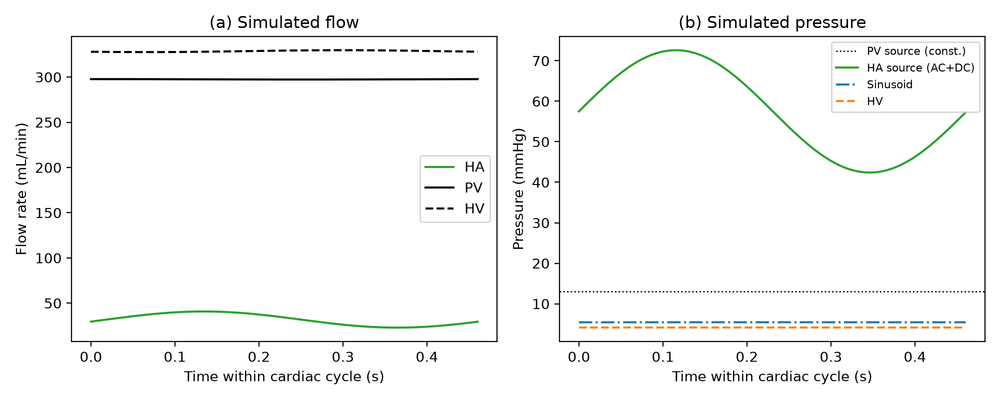 (a) Simulated flow
Flow rate (mL/min)
300
250
200
150
100
50
0.0 0.1 0.2 0.3 0.4
Time within cardiac cycle (s)
HA
PV
HV
(b) Simulated pressure
Pressure (mmHg)
70
60
50
40
30
20
10
0.0 0.1 0.2 0.3 0.4
Time within cardiac cycle (s)
PV source (const.)
HA source (AC+DC)
Sinusoid
HV